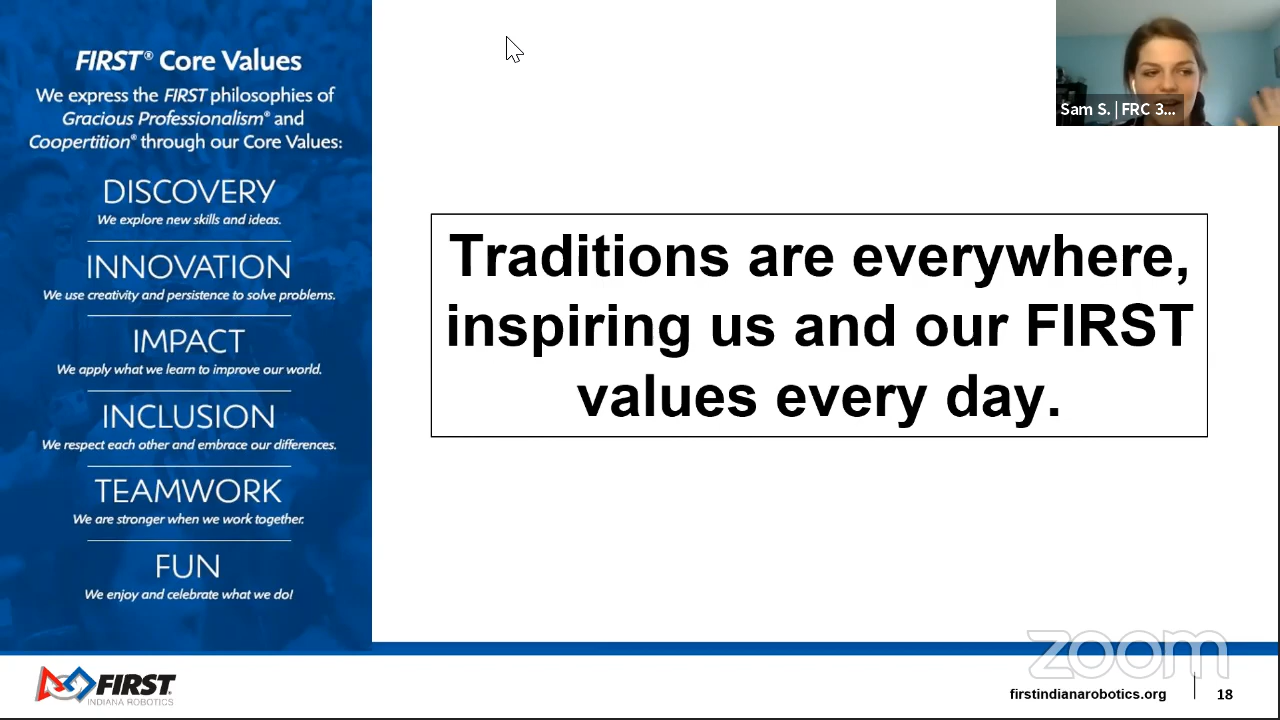 FIRST® Core Values
We express the FIRST philosophies of
Gracious Professionalism® and
Coopertition® through our Core Values:
DISCOVERY
We explore new skills and ideas.
INNOVATION
We use creativity and persistence to solve problems.
IMPACT
We apply what we learn to improve our world.
INCLUSION
We respect each other and embrace our differences.
TEAMWORK
We are stronger when we work together.
FUN
We enjoy and celebrate what we do!
Traditions are everywhere,
inspiring us and our FIRST
values every day.
Sam S. | FRC 3...
zoom
FIRST
INDIANA ROBOTICS
firstindianarobotics.org
18